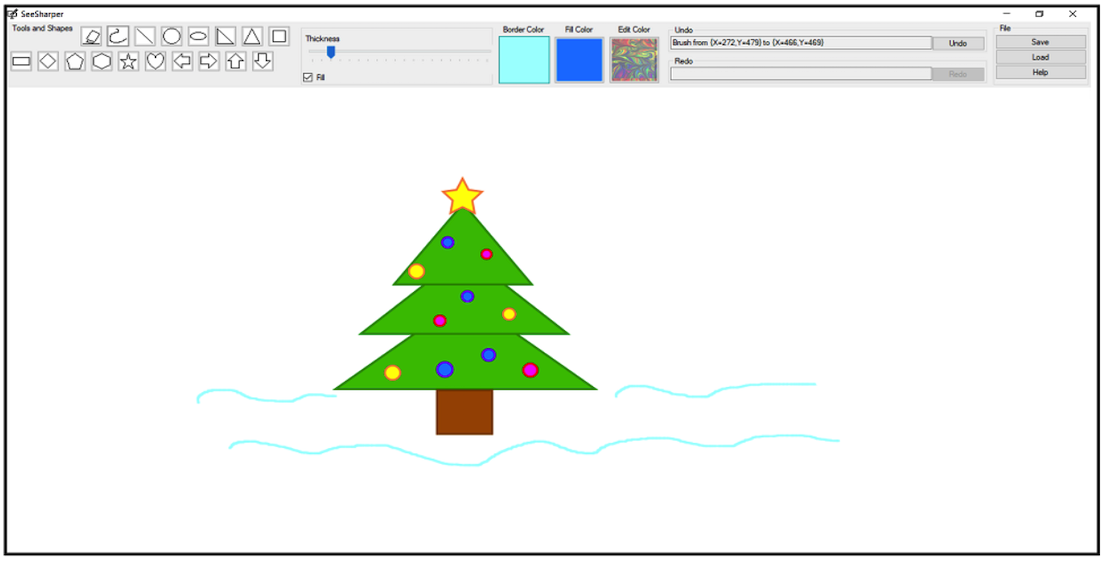 SeeSharper
Tools and Shapes
Thickness
Fill
Border Color
Fill Color
Edit Color
Undo
Brush from {X=272,Y=479} to {X=466,Y=469}
Undo
Redo
Redo
File
Save
Load
Help